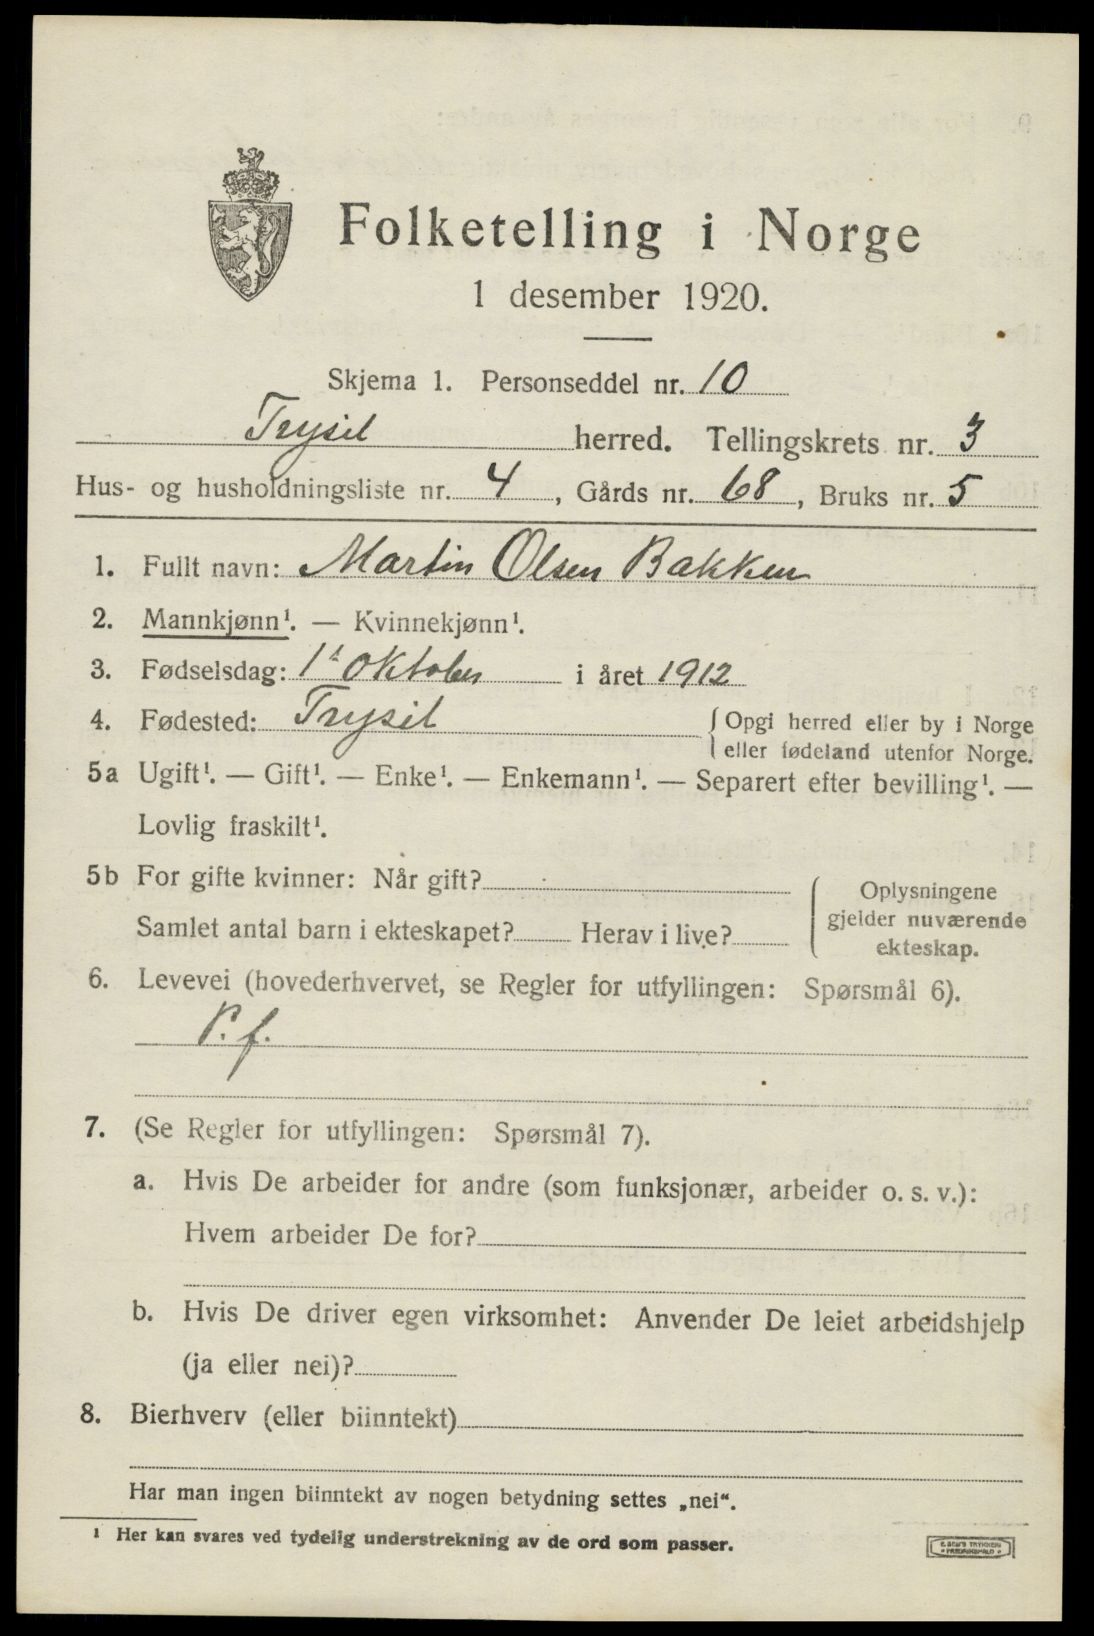 Folketelling i Norge
1 desember 1920.
Skjema 1. Personseddel nr. 10
Trysil herred. Tellingskrets nr. 3
Hus- og husholdningsliste nr. 4, Gårds nr. 68, Bruks nr. 5
1. Fullt navn: Martin Olsen Bakken
2. Mannkjønn¹. — Kvinnekjønn¹.
3. Fødselsdag: 1ᵗ oktober i året 1912
4. Fødested: Trysil {Opgi herred eller by i Norge
eller fødeland utenfor Norge.
5a Ugift¹. — Gift¹. — Enke¹. — Enkemann¹. — Separert efter bevilling¹. —
Lovlig fraskilt¹.
5b For gifte kvinner: Når gift?
Samlet antal barn i ekteskapet? Herav i live?
{ Oplysningene
gjelder nuværende
ekteskap.
6. Levevei (hovederhvervet, se Regler for utfyllingen: Spørsmål 6).
P. f.
7. (Se Regler for utfyllingen: Spørsmål 7).
a. Hvis De arbeider for andre (som funksjonær, arbeider o. s. v.):
Hvem arbeider De for?
b. Hvis De driver egen virksomhet: Anvender De leiet arbeidshjelp
(ja eller nei)?
8. Bierhverv (eller biinntekt)
Har man ingen biinntekt av nogen betydning settes „nei“.
¹ Her kan svares ved tydelig understrekning av de ord som passer.